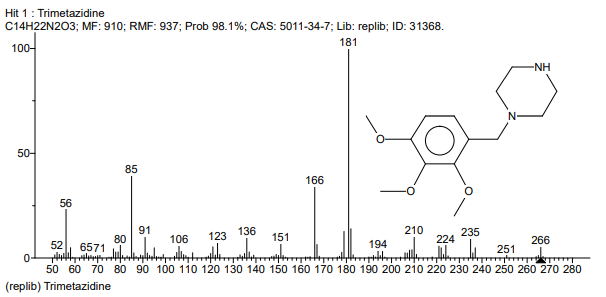 Hit 1 : Trimetazidine
C14H22N2O3; MF: 910; RMF: 937; Prob 98.1%; CAS: 5011-34-7; Lib: replib; ID: 31368.
100
181
NH
N
O
O
O
50
85
166
56
52
65
71
80
91
106
123
136
151
194
210
224
235
251
266
0
50 60 70 80 90 100 110 120 130 140 150 160 170 180 190 200 210 220 230 240 250 260 270 280
(replib) Trimetazidine